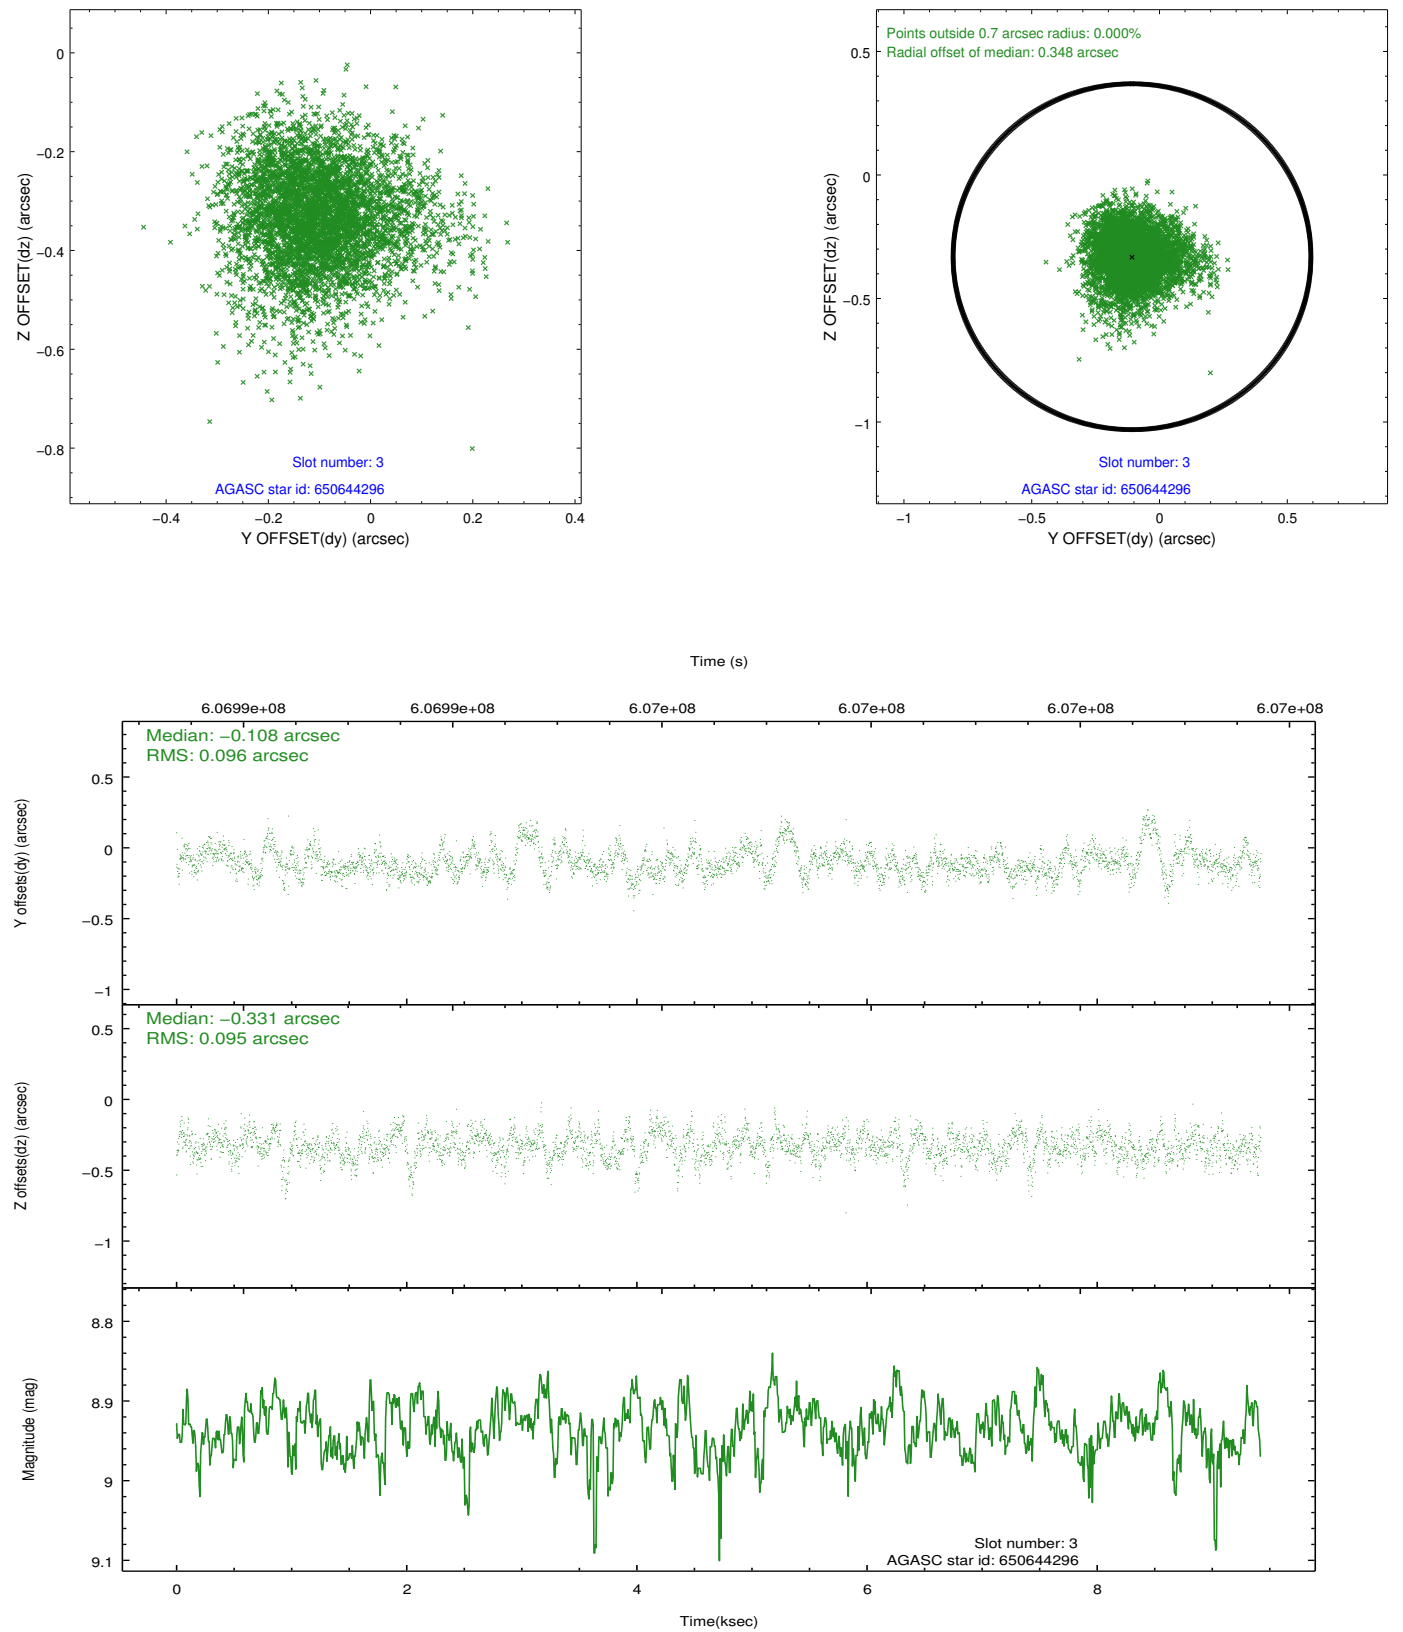 0
−0.2
−0.4
−0.6
−0.8
Z OFFSET(dz) (arcsec)
Slot number: 3
AGASC star id: 650644296
−0.4
−0.2
0
0.2
0.4
Y OFFSET(dy) (arcsec)
Points outside 0.7 arcsec radius: 0.000%
Radial offset of median: 0.348 arcsec
0.5
0
−0.5
−1
Z OFFSET(dz) (arcsec)
Slot number: 3
AGASC star id: 650644296
−1
−0.5
0
0.5
Y OFFSET(dy) (arcsec)
Time (s)
6.0699e+08
6.0699e+08
6.07e+08
6.07e+08
6.07e+08
6.07e+08
Median: −0.108 arcsec
RMS: 0.096 arcsec
0.5
0
−0.5
−1
Y offsets(dy) (arcsec)
Median: −0.331 arcsec
RMS: 0.095 arcsec
0.5
0
−0.5
−1
Z offsets(dz) (arcsec)
8.8
8.9
9
9.1
Magnitude (mag)
Slot number: 3
AGASC star id: 650644296
0
2
4
6
8
Time(ksec)